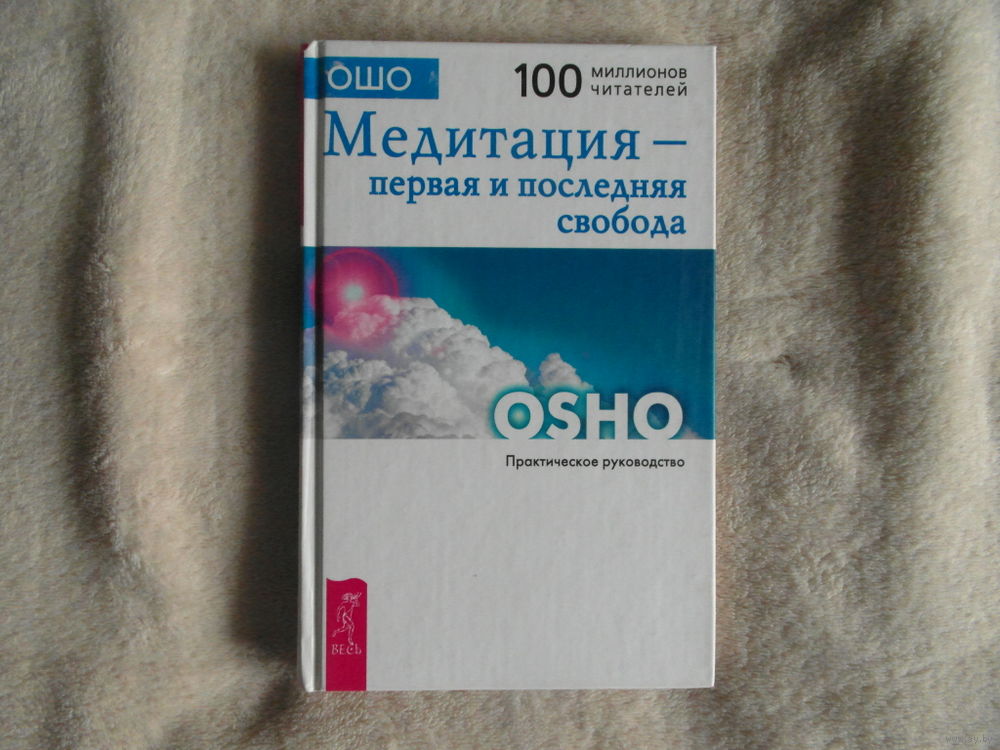 ОШО
100 миллионов
читателей
Медитация –
первая и последняя
свобода
OSHO
Практическое руководство
ВЕСЬ